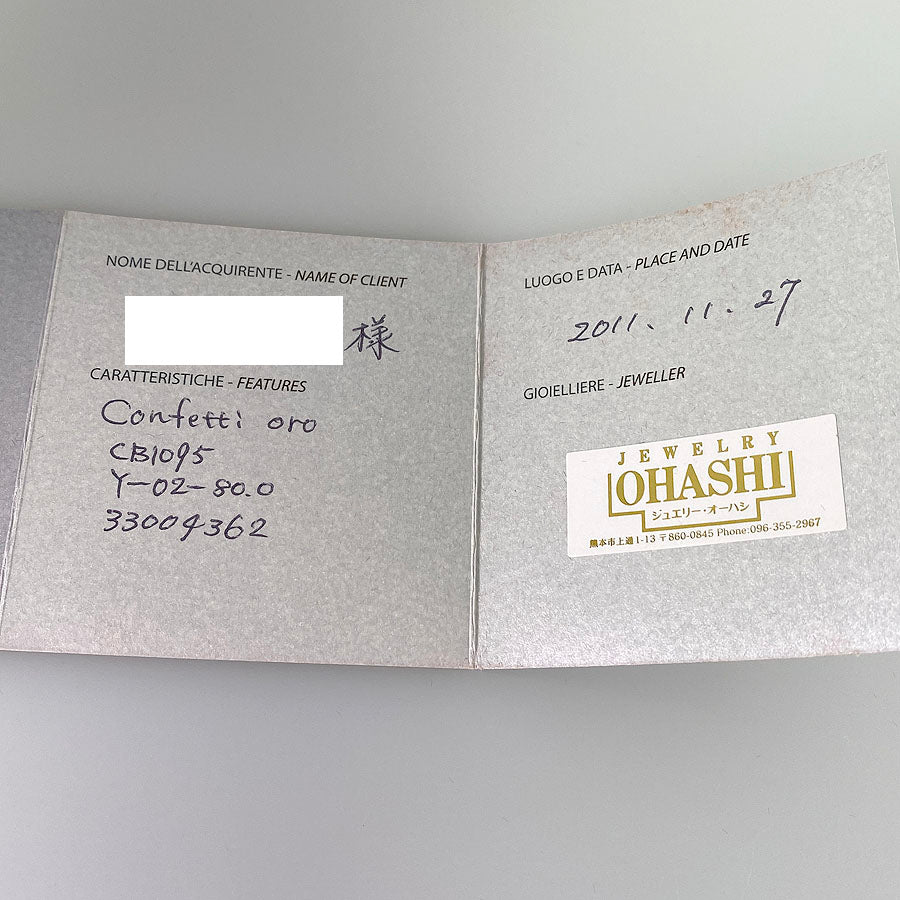 NOME DELL'ACQUIRENTE - NAME OF CLIENT
様
CARATTERISTICHE - FEATURES
Confetti oro
CB1095
Y-02-80.0
33004362
LUOGO E DATA - PLACE AND DATE
2011. 11. 27
GIOIELLIERE - JEWELLER
JEWELRY
OHASHI
ジュエリー・オーハシ
熊本市上通1-13 〒860-0845 Phone:096-355-2967